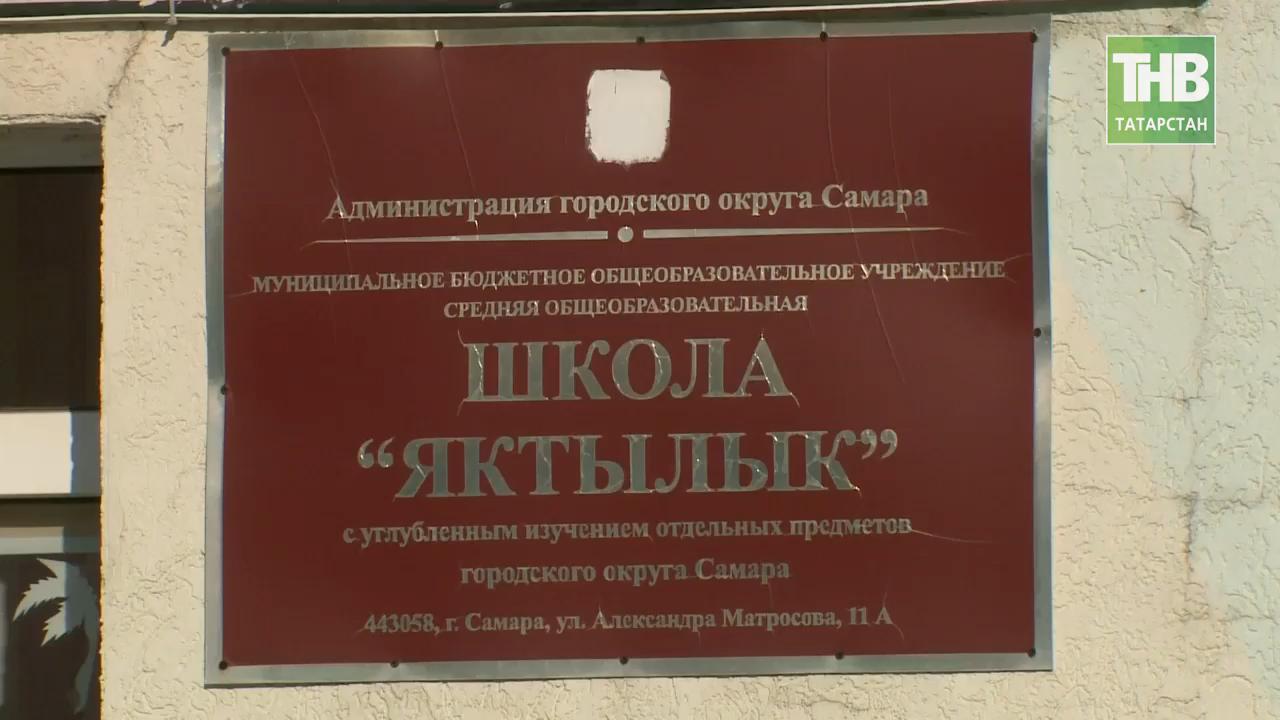 ТНВ
ТАТАРСТАН
Администрация городского округа Самара
МУНИЦИПАЛЬНОЕ БЮДЖЕТНОЕ ОБЩЕОБРАЗОВАТЕЛЬНОЕ УЧРЕЖДЕНИЕ
СРЕДНЯЯ ОБЩЕОБРАЗОВАТЕЛЬНАЯ
ШКОЛА
“ЯКТЫЛЫК”
с углубленным изучением отдельных предметов
городского округа Самара
443058, г. Самара, ул. Александра Матросова, 11 А